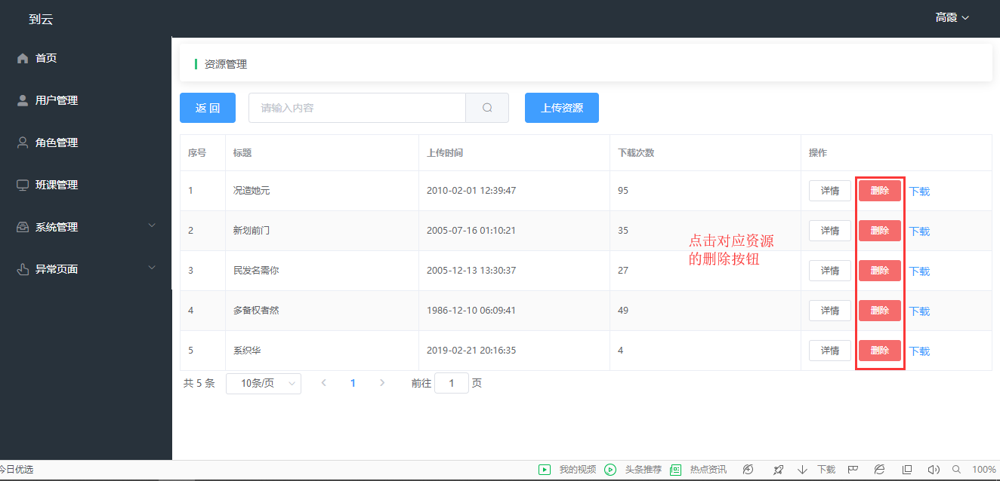 到云
高霞
首页
用户管理
角色管理
班课管理
系统管理
异常页面
资源管理
返回 请输入内容 上传资源
序号 标题 上传时间 下载次数 操作
1 况造她元 2010-02-01 12:39:47 95 详情 删除 下载
2 新划前门 2005-07-16 01:10:21 35 详情 删除 下载
3 民发名需你 2005-12-13 13:30:37 27 详情 删除 下载
4 多备权者然 1986-12-10 06:09:41 49 详情 删除 下载
5 系织华 2019-02-21 20:16:35 4 详情 删除 下载
点击对应资源
的删除按钮
共 5 条 10条/页 1 前往 1 页
今日优选 我的视频 头条推荐 热点资讯 下载 100%